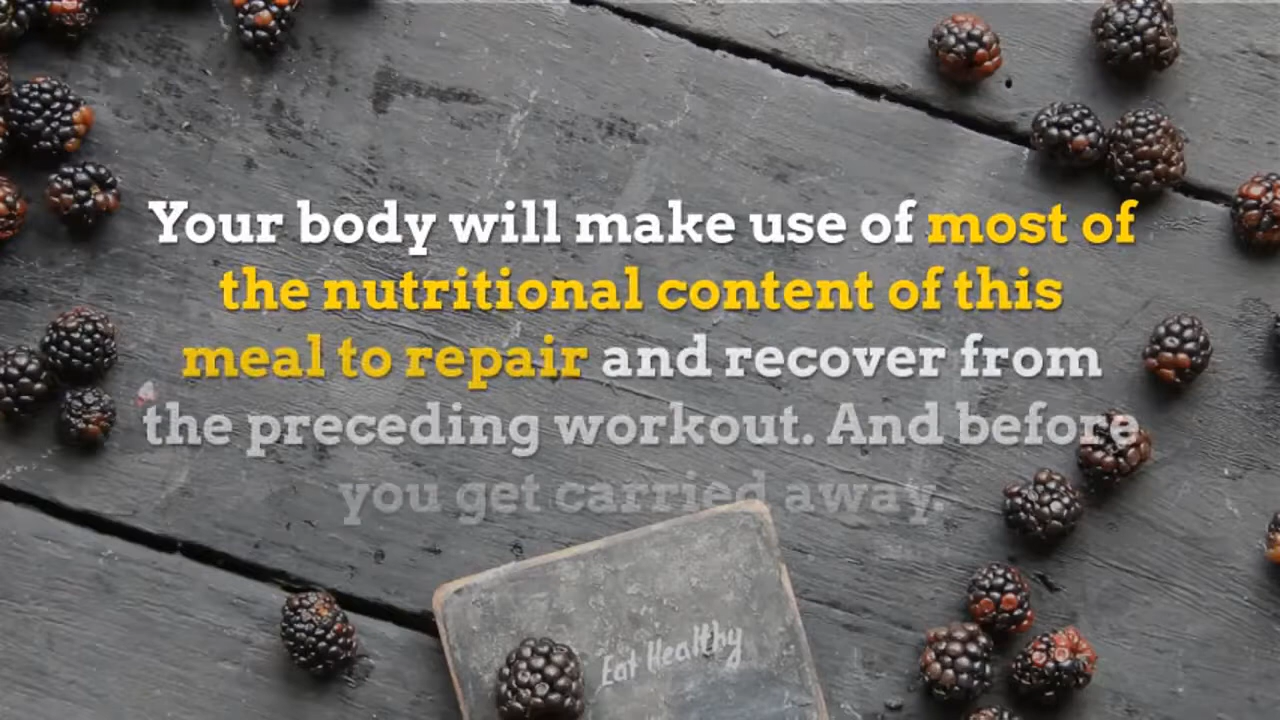 Your body will make use of most of
the nutritional content of this
meal to repair and recover from
the preceding workout. And before
you get carried away.
Eat Healthy